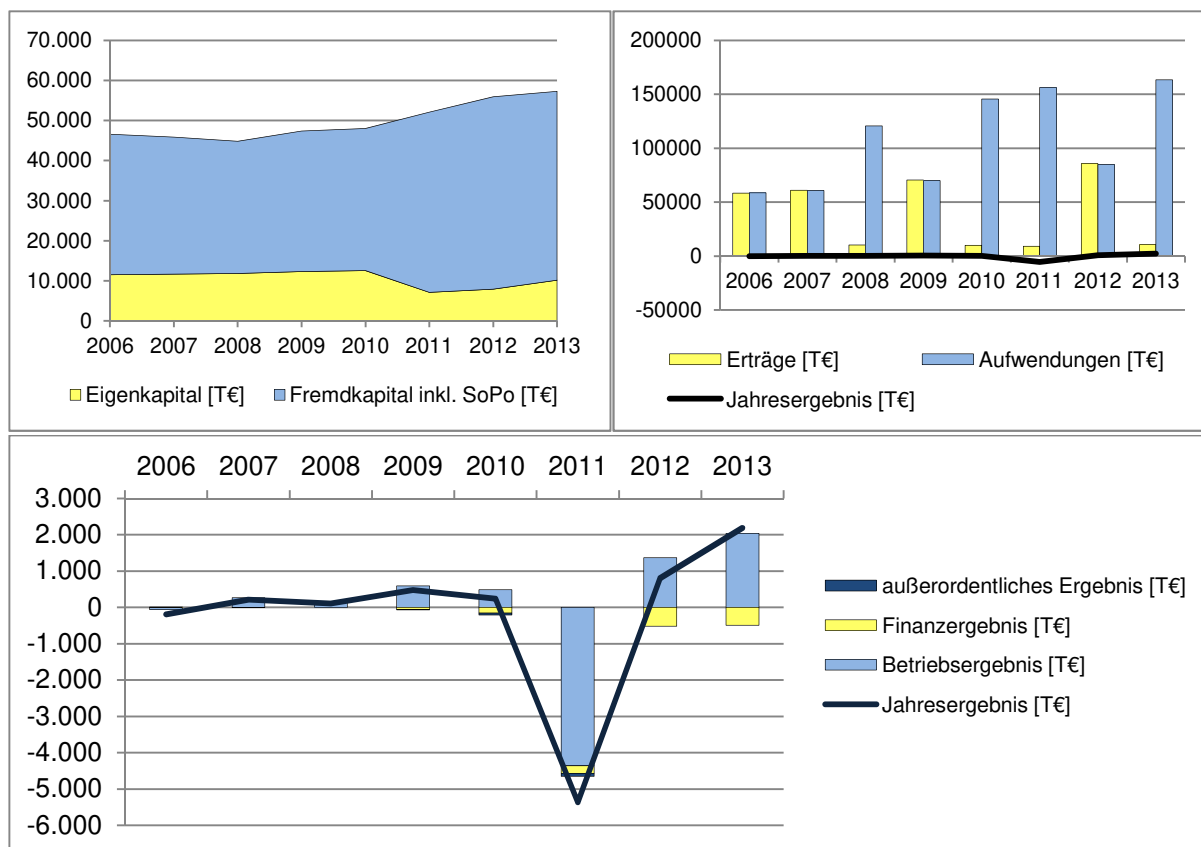 70.000
60.000
50.000
40.000
30.000
20.000
10.000
0
2006 2007 2008 2009 2010 2011 2012 2013
Eigenkapital [T€] Fremdkapital inkl. SoPo [T€]
200000
150000
100000
50000
0
-50000
2006 2007 2008 2009 2010 2011 2012 2013
Erträge [T€] Aufwendungen [T€]
Jahresergebnis [T€]
2006 2007 2008 2009 2010 2011 2012 2013
3.000
2.000
1.000
0
-1.000
-2.000
-3.000
-4.000
-5.000
-6.000
außerordentliches Ergebnis [T€]
Finanzergebnis [T€]
Betriebsergebnis [T€]
Jahresergebnis [T€]